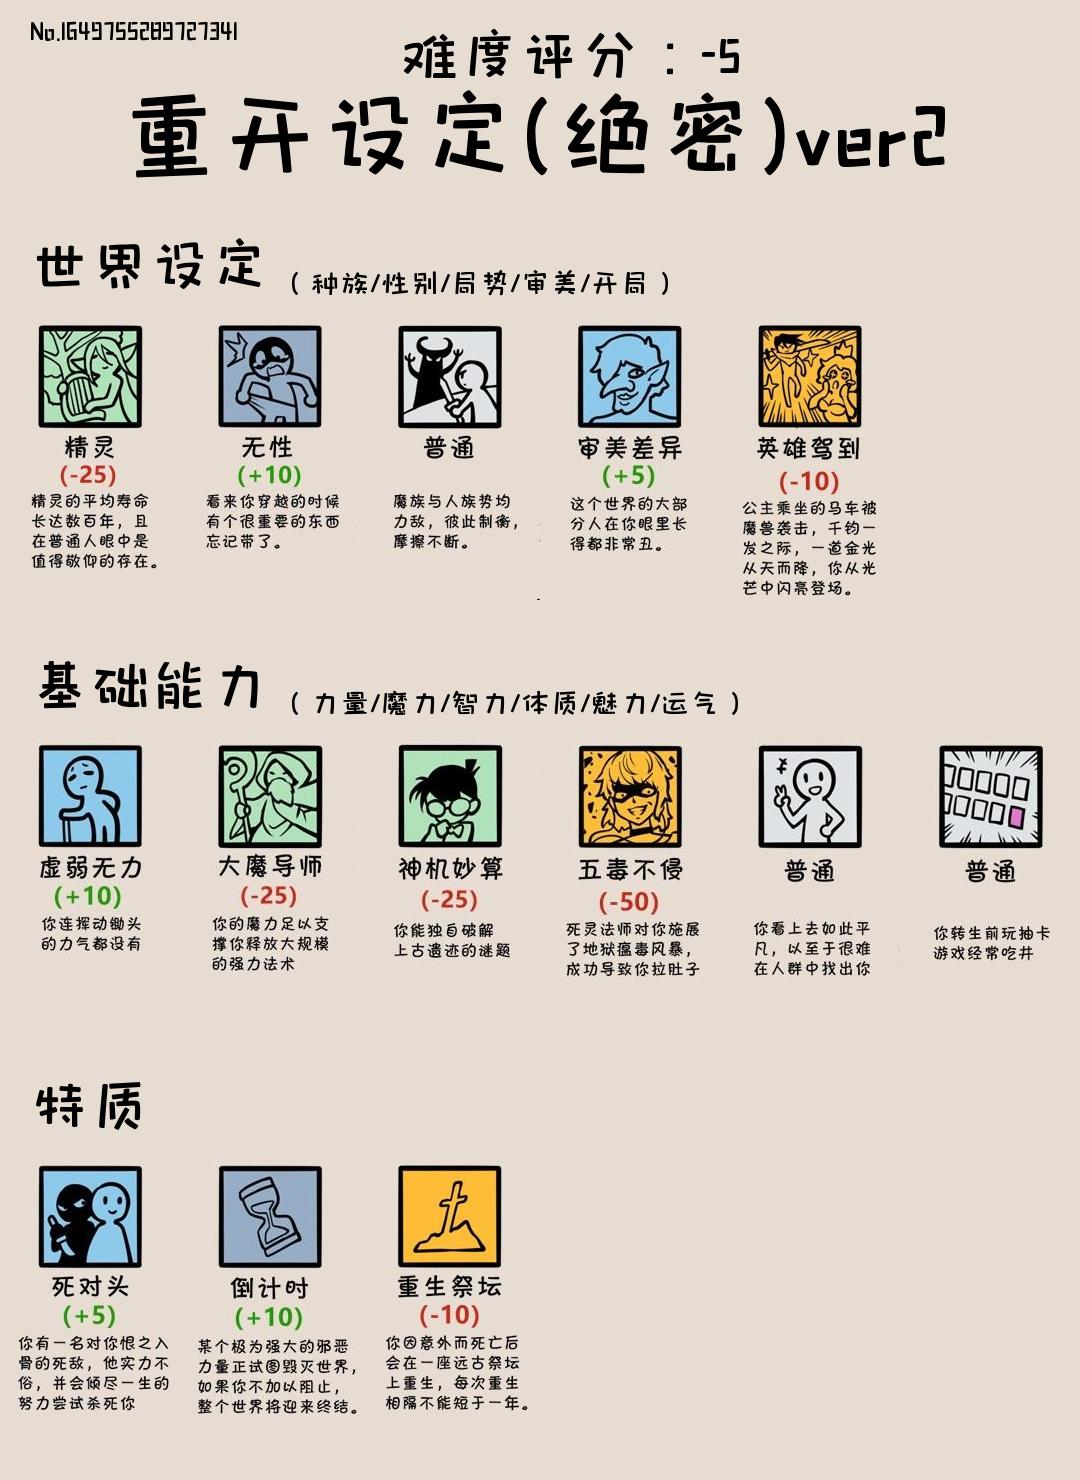 No.1649755289727341
难度评分：-5
重开设定(绝密)ver2
世界设定（种族/性别/局势/审美/开局）
精灵
(-25)
精灵的平均寿命
长达数百年，且
在普通人眼中是
值得敬仰的存在。
无性
(+10)
看来你穿越的时候
有个很重要的东西
忘记带了。
普通
魔族与人族势均
力敌，彼此制衡，
摩擦不断。
审美差异
(+5)
这个世界的大部
分人在你眼里长
得都非常丑。
英雄驾到
(-10)
公主乘坐的马车被
魔兽袭击，千钧一
发之际，一道金光
从天而降，你从光
芒中闪亮登场。
基础能力（力量/魔力/智力/体质/魅力/运气）
虚弱无力
(+10)
你连挥动锄头
的力气都没有
大魔导师
(-25)
你的魔力足以支
撑你释放大规模
的强力法术
神机妙算
(-25)
你能独自破解
上古遗迹的谜题
五毒不侵
(-50)
死灵法师对你施展
了地狱瘟毒风暴，
成功导致你拉肚子
普通
你看上去如此平
凡，以至于很难
在人群中找出你
普通
你转生前玩抽卡
游戏经常吃井
特质
死对头
(+5)
你有一名对你恨之入
骨的死敌，他实力不
俗，并会倾尽一生的
努力尝试杀死你
倒计时
(+10)
某个极为强大的邪恶
力量正试图毁灭世界，
如果你不加以阻止，
整个世界将迎来终结。
重生祭坛
(-10)
你因意外而死亡后
会在一座远古祭坛
上重生，每次重生
相隔不能短于一年。